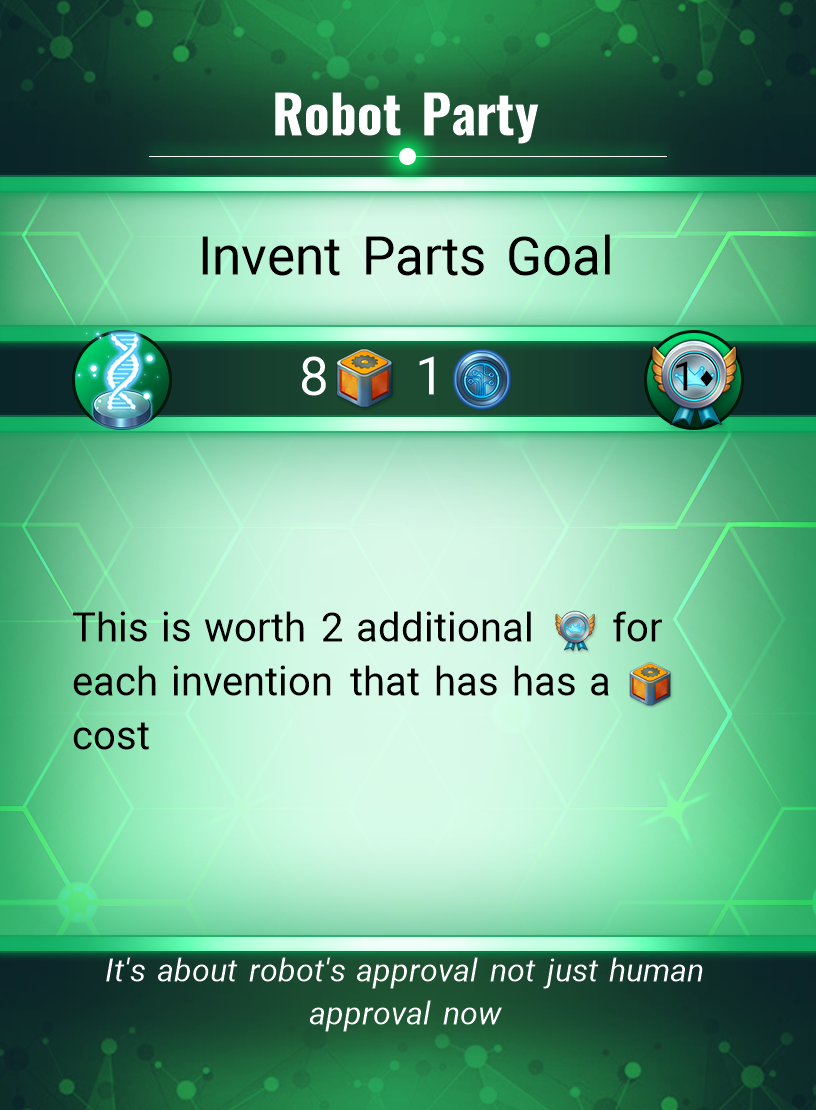 Robot Party
Invent Parts Goal
8 1 1♦
This is worth 2 additional for
each invention that has has a
cost
It's about robot's approval not just human
approval now